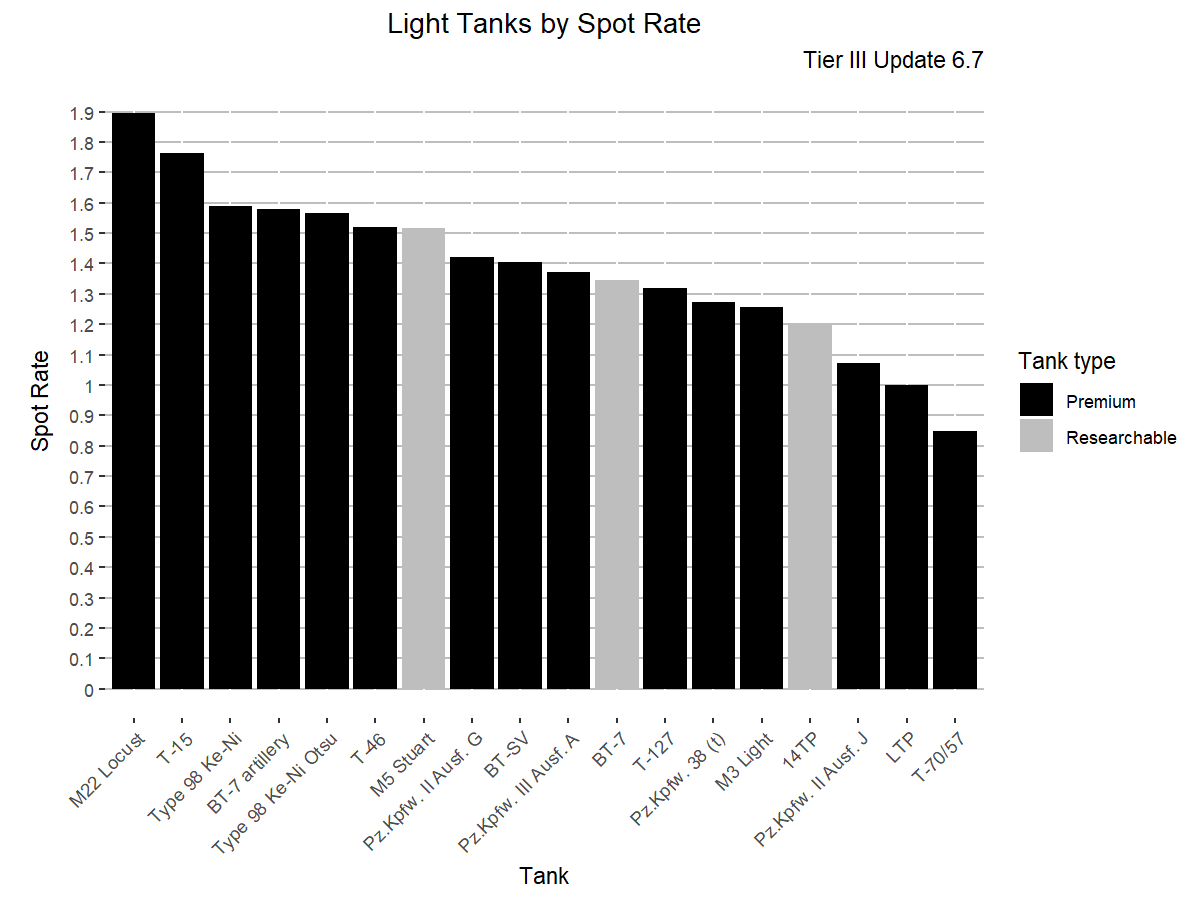 Light Tanks by Spot Rate
Tier III Update 6.7
1.9
1.8
1.7
1.6
1.5
1.4
1.3
1.2
1.1
1
0.9
0.8
0.7
0.6
0.5
0.4
0.3
0.2
0.1
0
Spot Rate
M22 Locust
T-15
Type 98 Ke-Ni
BT-7 artillery
Type 98 Ke-Ni Otsu
T-46
M5 Stuart
Pz.Kpfw. II Ausf. G
BT-SV
Pz.Kpfw. III Ausf. A
BT-7
T-127
Pz.Kpfw. 38 (t)
M3 Light
14TP
Pz.Kpfw. II Ausf. J
LTP
T-70/57
Tank
Tank type
Premium
Researchable